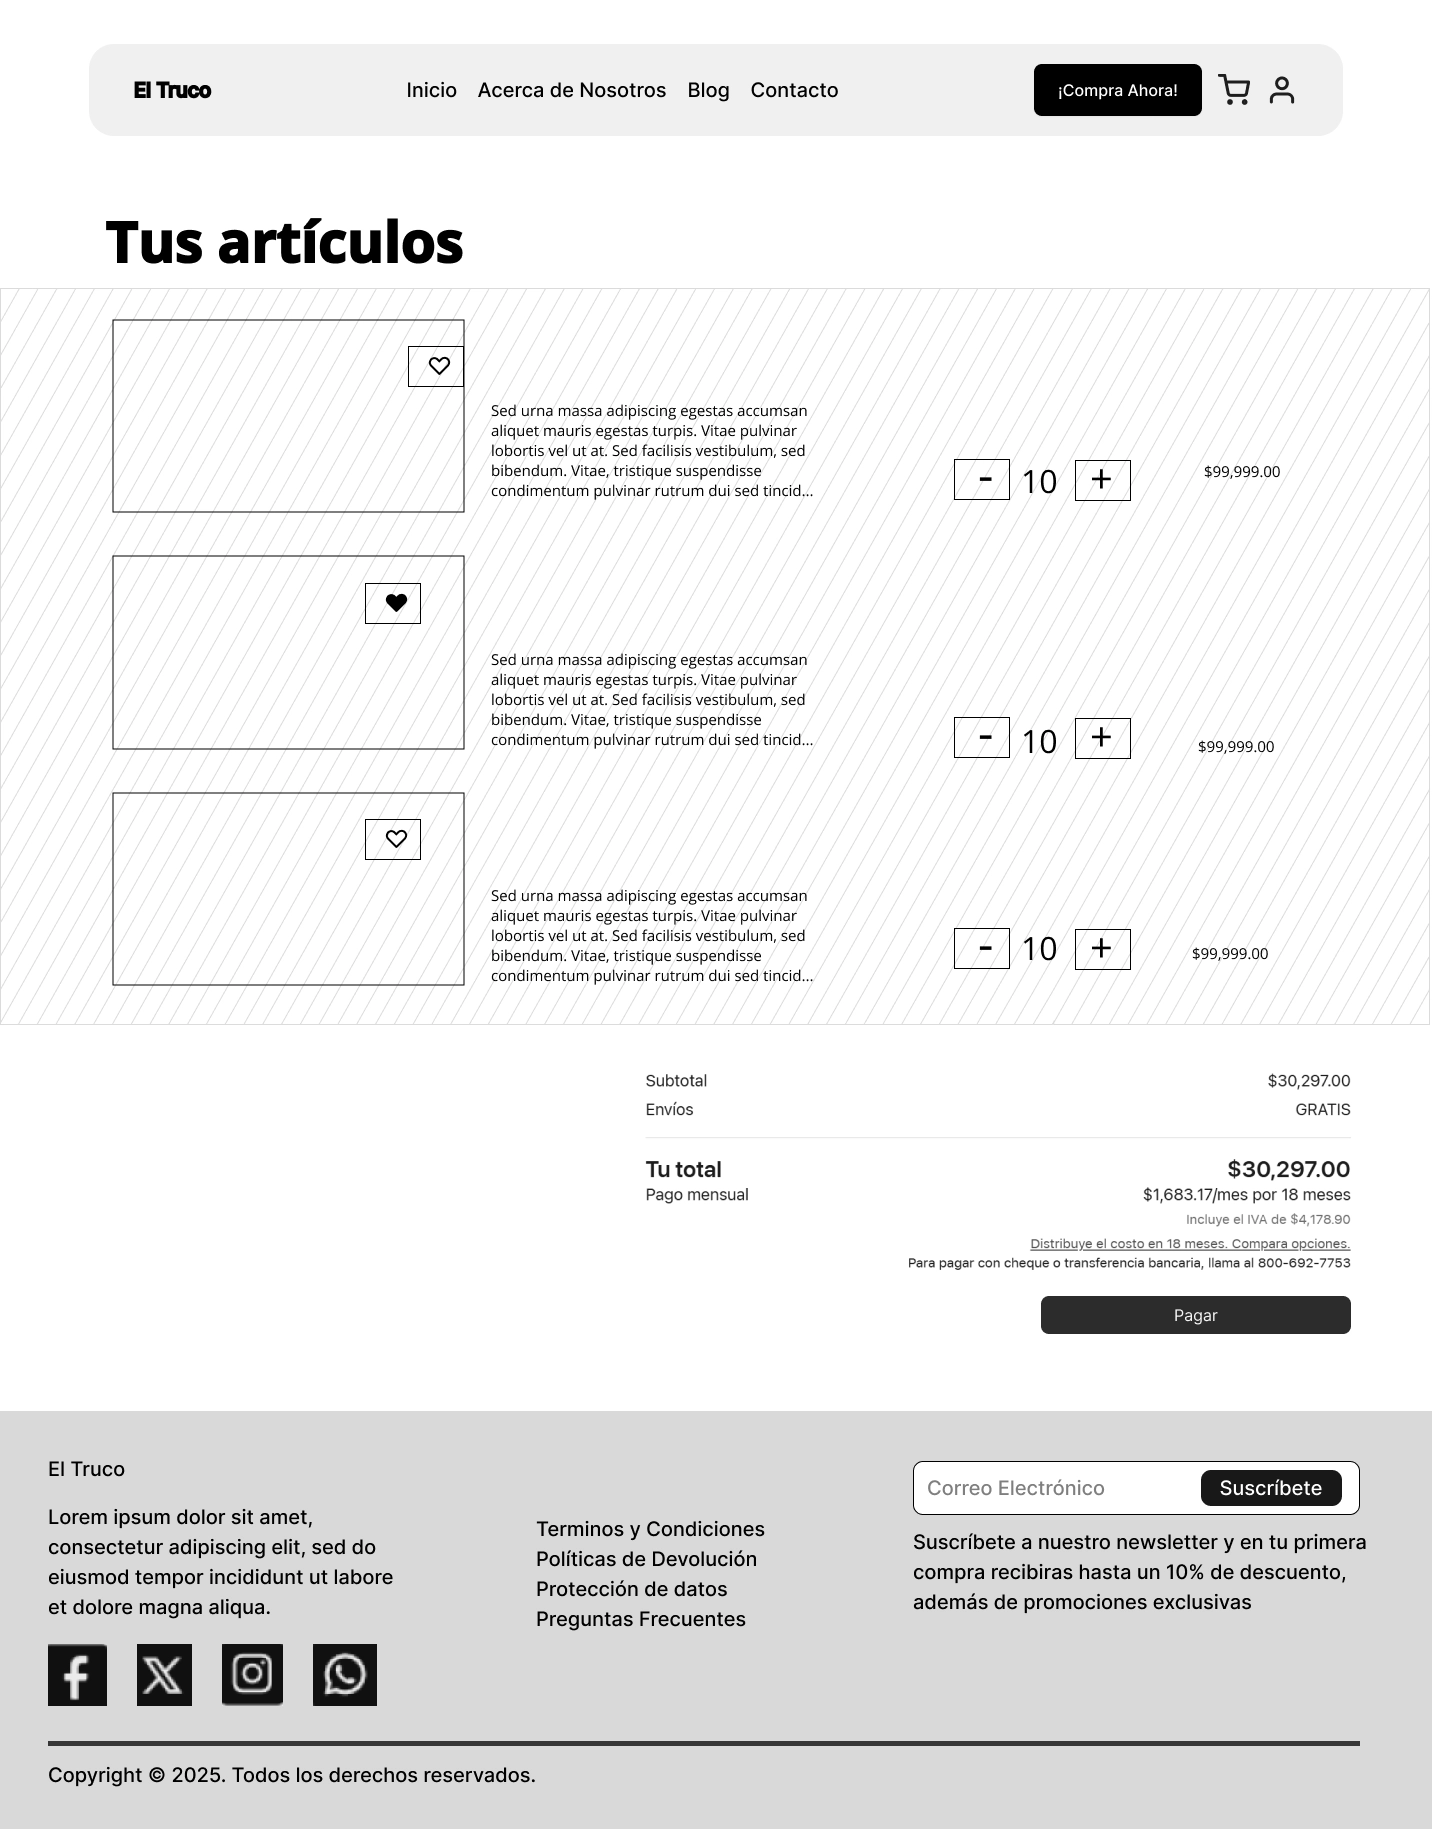 El Truco
Inicio Acerca de Nosotros Blog Contacto
¡Compra Ahora!
Tus artículos
Sed urna massa adipiscing egestas accumsan
aliquet mauris egestas turpis. Vitae pulvinar
lobortis vel ut at. Sed facilisis vestibulum, sed
bibendum. Vitae, tristique suspendisse
condimentum pulvinar rutrum dui sed tincid...
- 10 +
$99,999.00
Sed urna massa adipiscing egestas accumsan
aliquet mauris egestas turpis. Vitae pulvinar
lobortis vel ut at. Sed facilisis vestibulum, sed
bibendum. Vitae, tristique suspendisse
condimentum pulvinar rutrum dui sed tincid...
- 10 +
$99,999.00
Sed urna massa adipiscing egestas accumsan
aliquet mauris egestas turpis. Vitae pulvinar
lobortis vel ut at. Sed facilisis vestibulum, sed
bibendum. Vitae, tristique suspendisse
condimentum pulvinar rutrum dui sed tincid...
- 10 +
$99,999.00
Subtotal $30,297.00
Envíos GRATIS
Tu total $30,297.00
Pago mensual $1,683.17/mes por 18 meses
Incluye el IVA de $4,178.90
Distribuye el costo en 18 meses. Compara opciones.
Para pagar con cheque o transferencia bancaria, llama al 800-692-7753
Pagar
El Truco
Lorem ipsum dolor sit amet,
consectetur adipiscing elit, sed do
eiusmod tempor incididunt ut labore
et dolore magna aliqua.
Terminos y Condiciones
Políticas de Devolución
Protección de datos
Preguntas Frecuentes
Correo Electrónico Suscríbete
Suscríbete a nuestro newsletter y en tu primera
compra recibiras hasta un 10% de descuento,
además de promociones exclusivas
Copyright © 2025. Todos los derechos reservados.